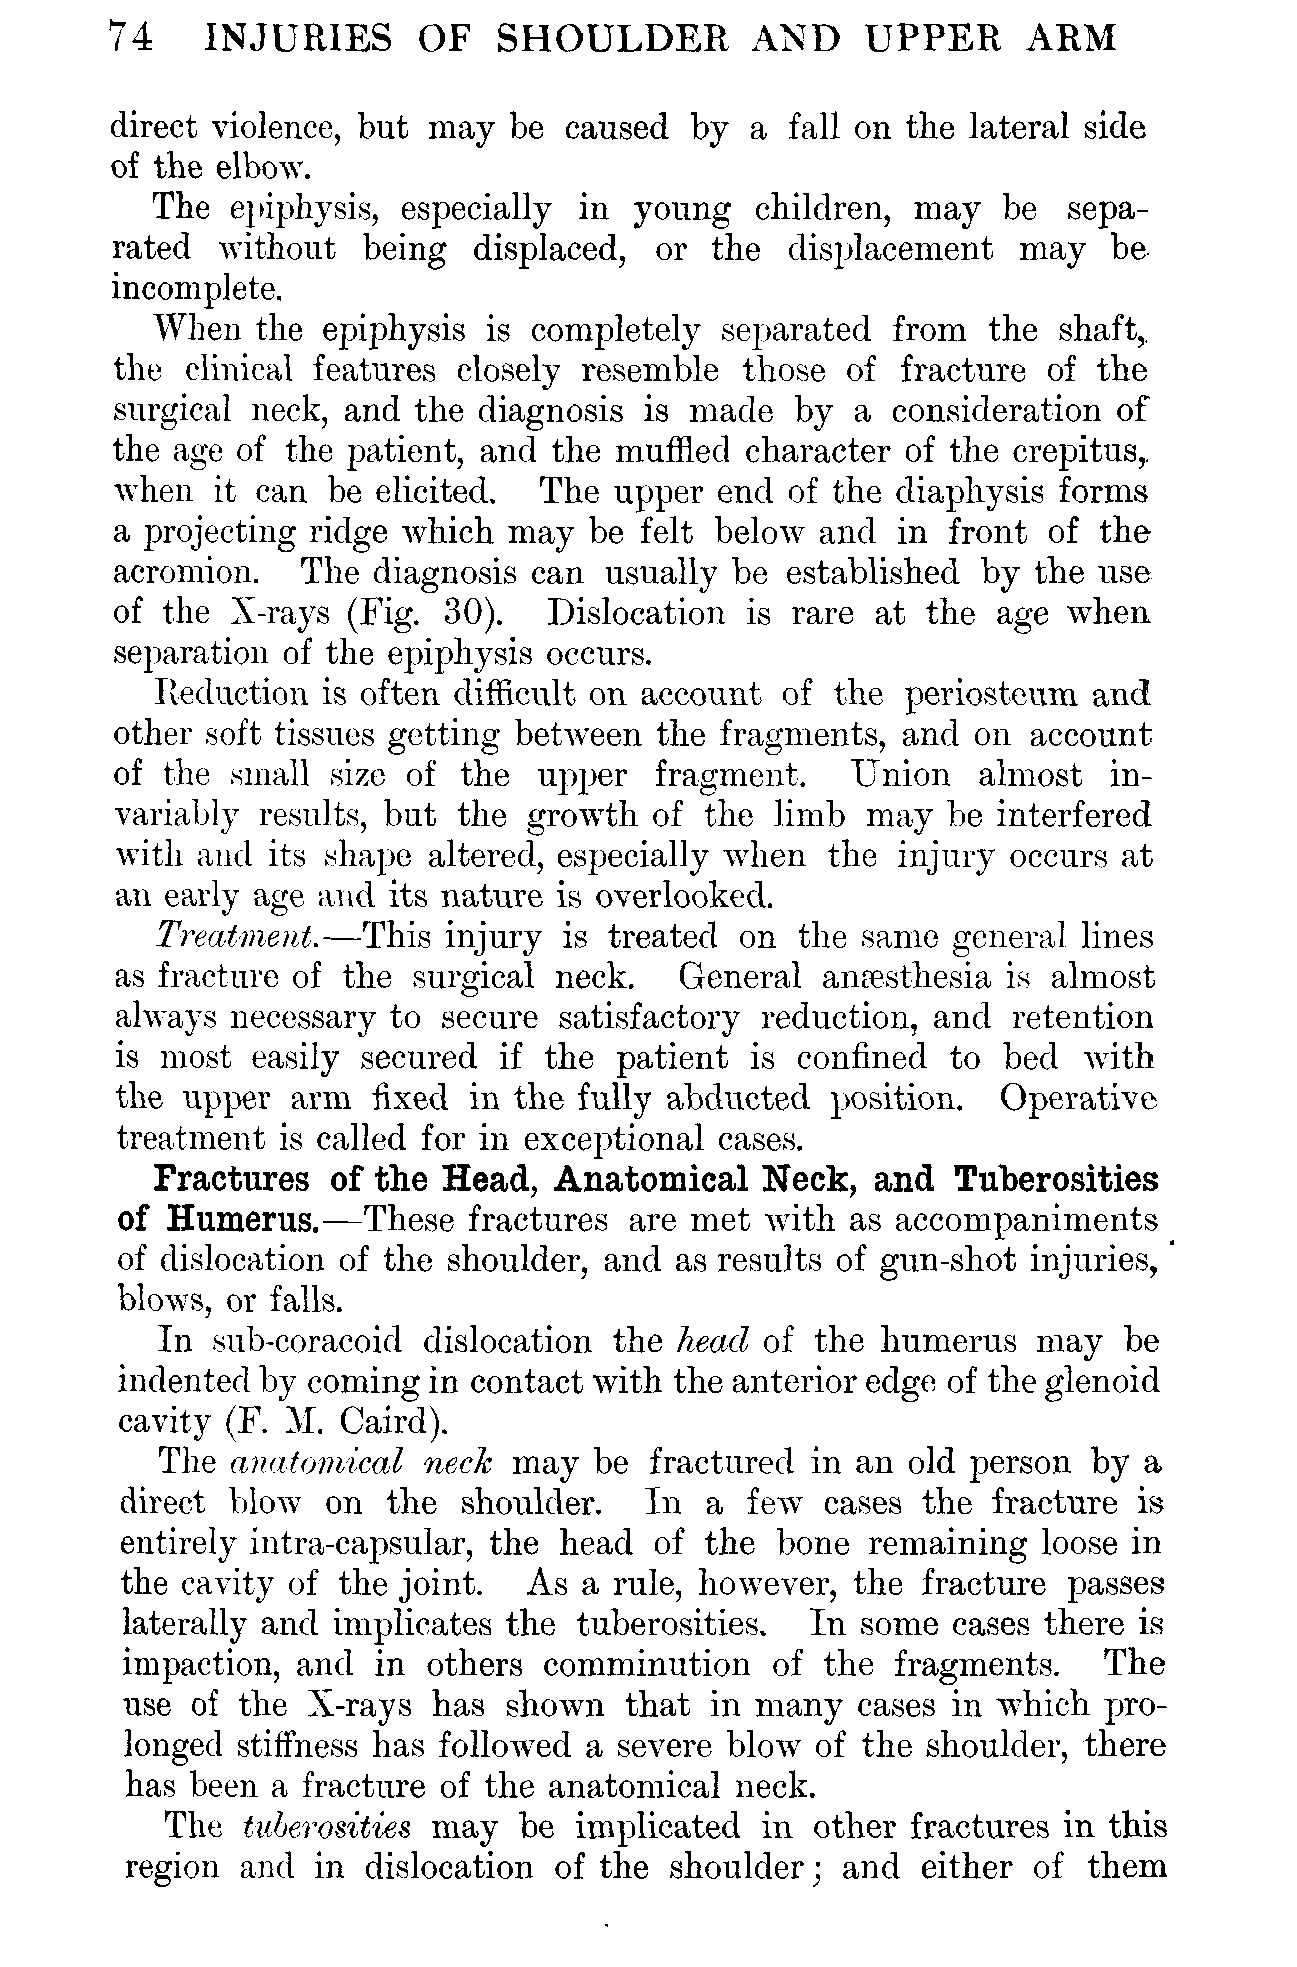 74 INJURIES OF SHOULDER AND UPPER ARM
direct violence, but may be caused by a fall on the lateral side
of the elbow.
The epiphysis, especially in young children, may be sepa-
rated without being displaced, or the displacement may be
incomplete.
When the epiphysis is completely separated from the shaft,
the clinical features closely resemble those of fracture of the
surgical neck, and the diagnosis is made by a consideration of
the age of the patient, and the muffled character of the crepitus,
when it can be elicited. The upper end of the diaphysis forms
a projecting ridge which may be felt below and in front of the
acromion. The diagnosis can usually be established by the use
of the X-rays (Fig. 30). Dislocation is rare at the age when
separation of the epiphysis occurs.
Reduction is often difficult on account of the periosteum and
other soft tissues getting between the fragments, and on account
of the small size of the upper fragment. Union almost in-
variably results, but the growth of the limb may be interfered
with and its shape altered, especially when the injury occurs at
an early age and its nature is overlooked.
Treatment.—This injury is treated on the same general lines
as fracture of the surgical neck. General anæsthesia is almost
always necessary to secure satisfactory reduction, and retention
is most easily secured if the patient is confined to bed with
the upper arm fixed in the fully abducted position. Operative
treatment is called for in exceptional cases.
Fractures of the Head, Anatomical Neck, and Tuberosities
of Humerus.—These fractures are met with as accompaniments
of dislocation of the shoulder, and as results of gun-shot injuries,
blows, or falls.
In sub-coracoid dislocation the head of the humerus may be
indented by coming in contact with the anterior edge of the glenoid
cavity (F. M. Caird).
The anatomical neck may be fractured in an old person by a
direct blow on the shoulder. In a few cases the fracture is
entirely intra-capsular, the head of the bone remaining loose in
the cavity of the joint. As a rule, however, the fracture passes
laterally and implicates the tuberosities. In some cases there is
impaction, and in others comminution of the fragments. The
use of the X-rays has shown that in many cases in which pro-
longed stiffness has followed a severe blow of the shoulder, there
has been a fracture of the anatomical neck.
The tuberosities may be implicated in other fractures in this
region and in dislocation of the shoulder; and either of them